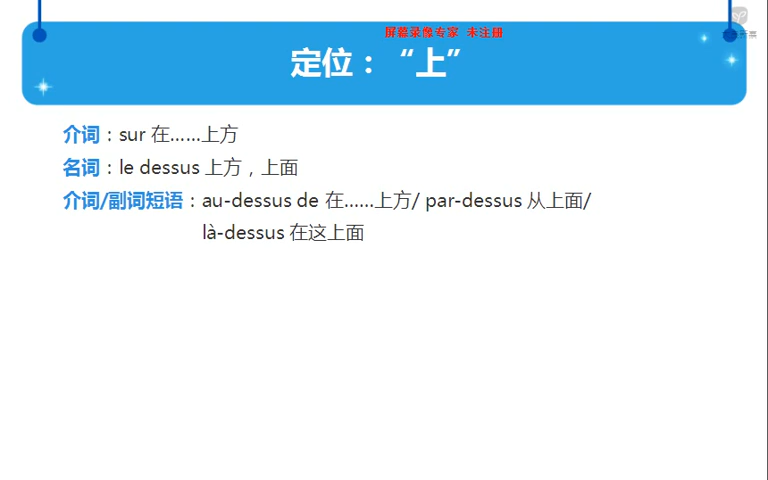 屏幕录像专家 未注册
定位：“上”
介词：sur 在……上方
名词：le dessus 上方，上面
介词/副词短语：au-dessus de 在……上方/ par-dessus 从上面/
là-dessus 在这上面